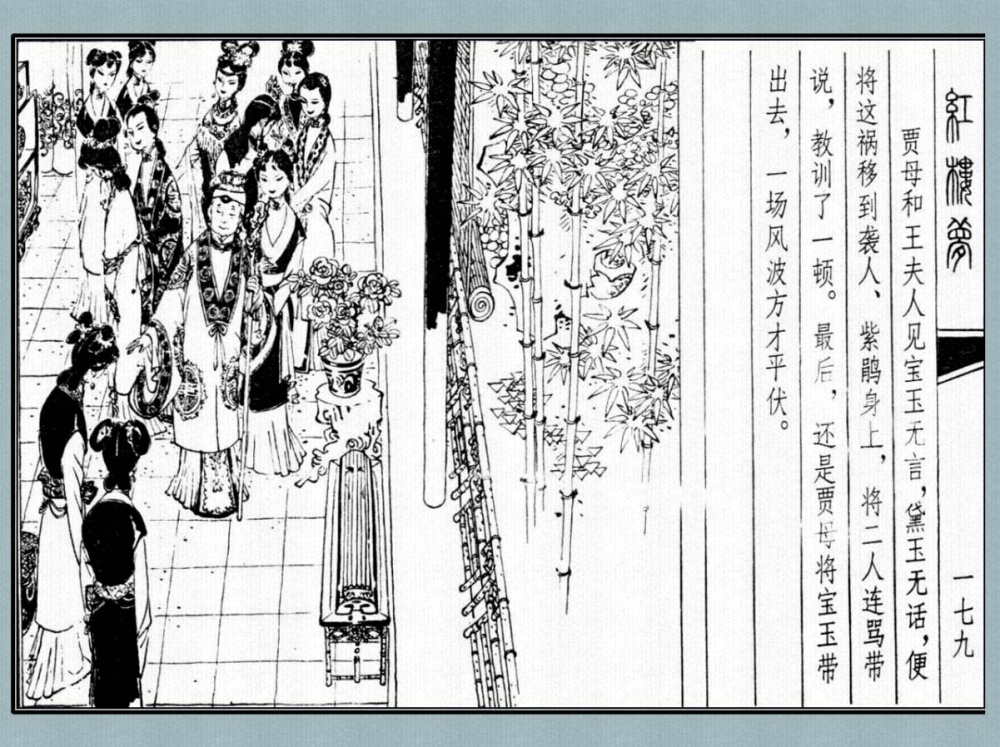 紅樓夢
一七九
贾母和王夫人见宝玉无言，黛玉无话，便
将这祸移到袭人、紫鹃身上，将二人连骂带
说，教训了一顿。最后，还是贾母将宝玉带
出去，一场风波方才平伏。